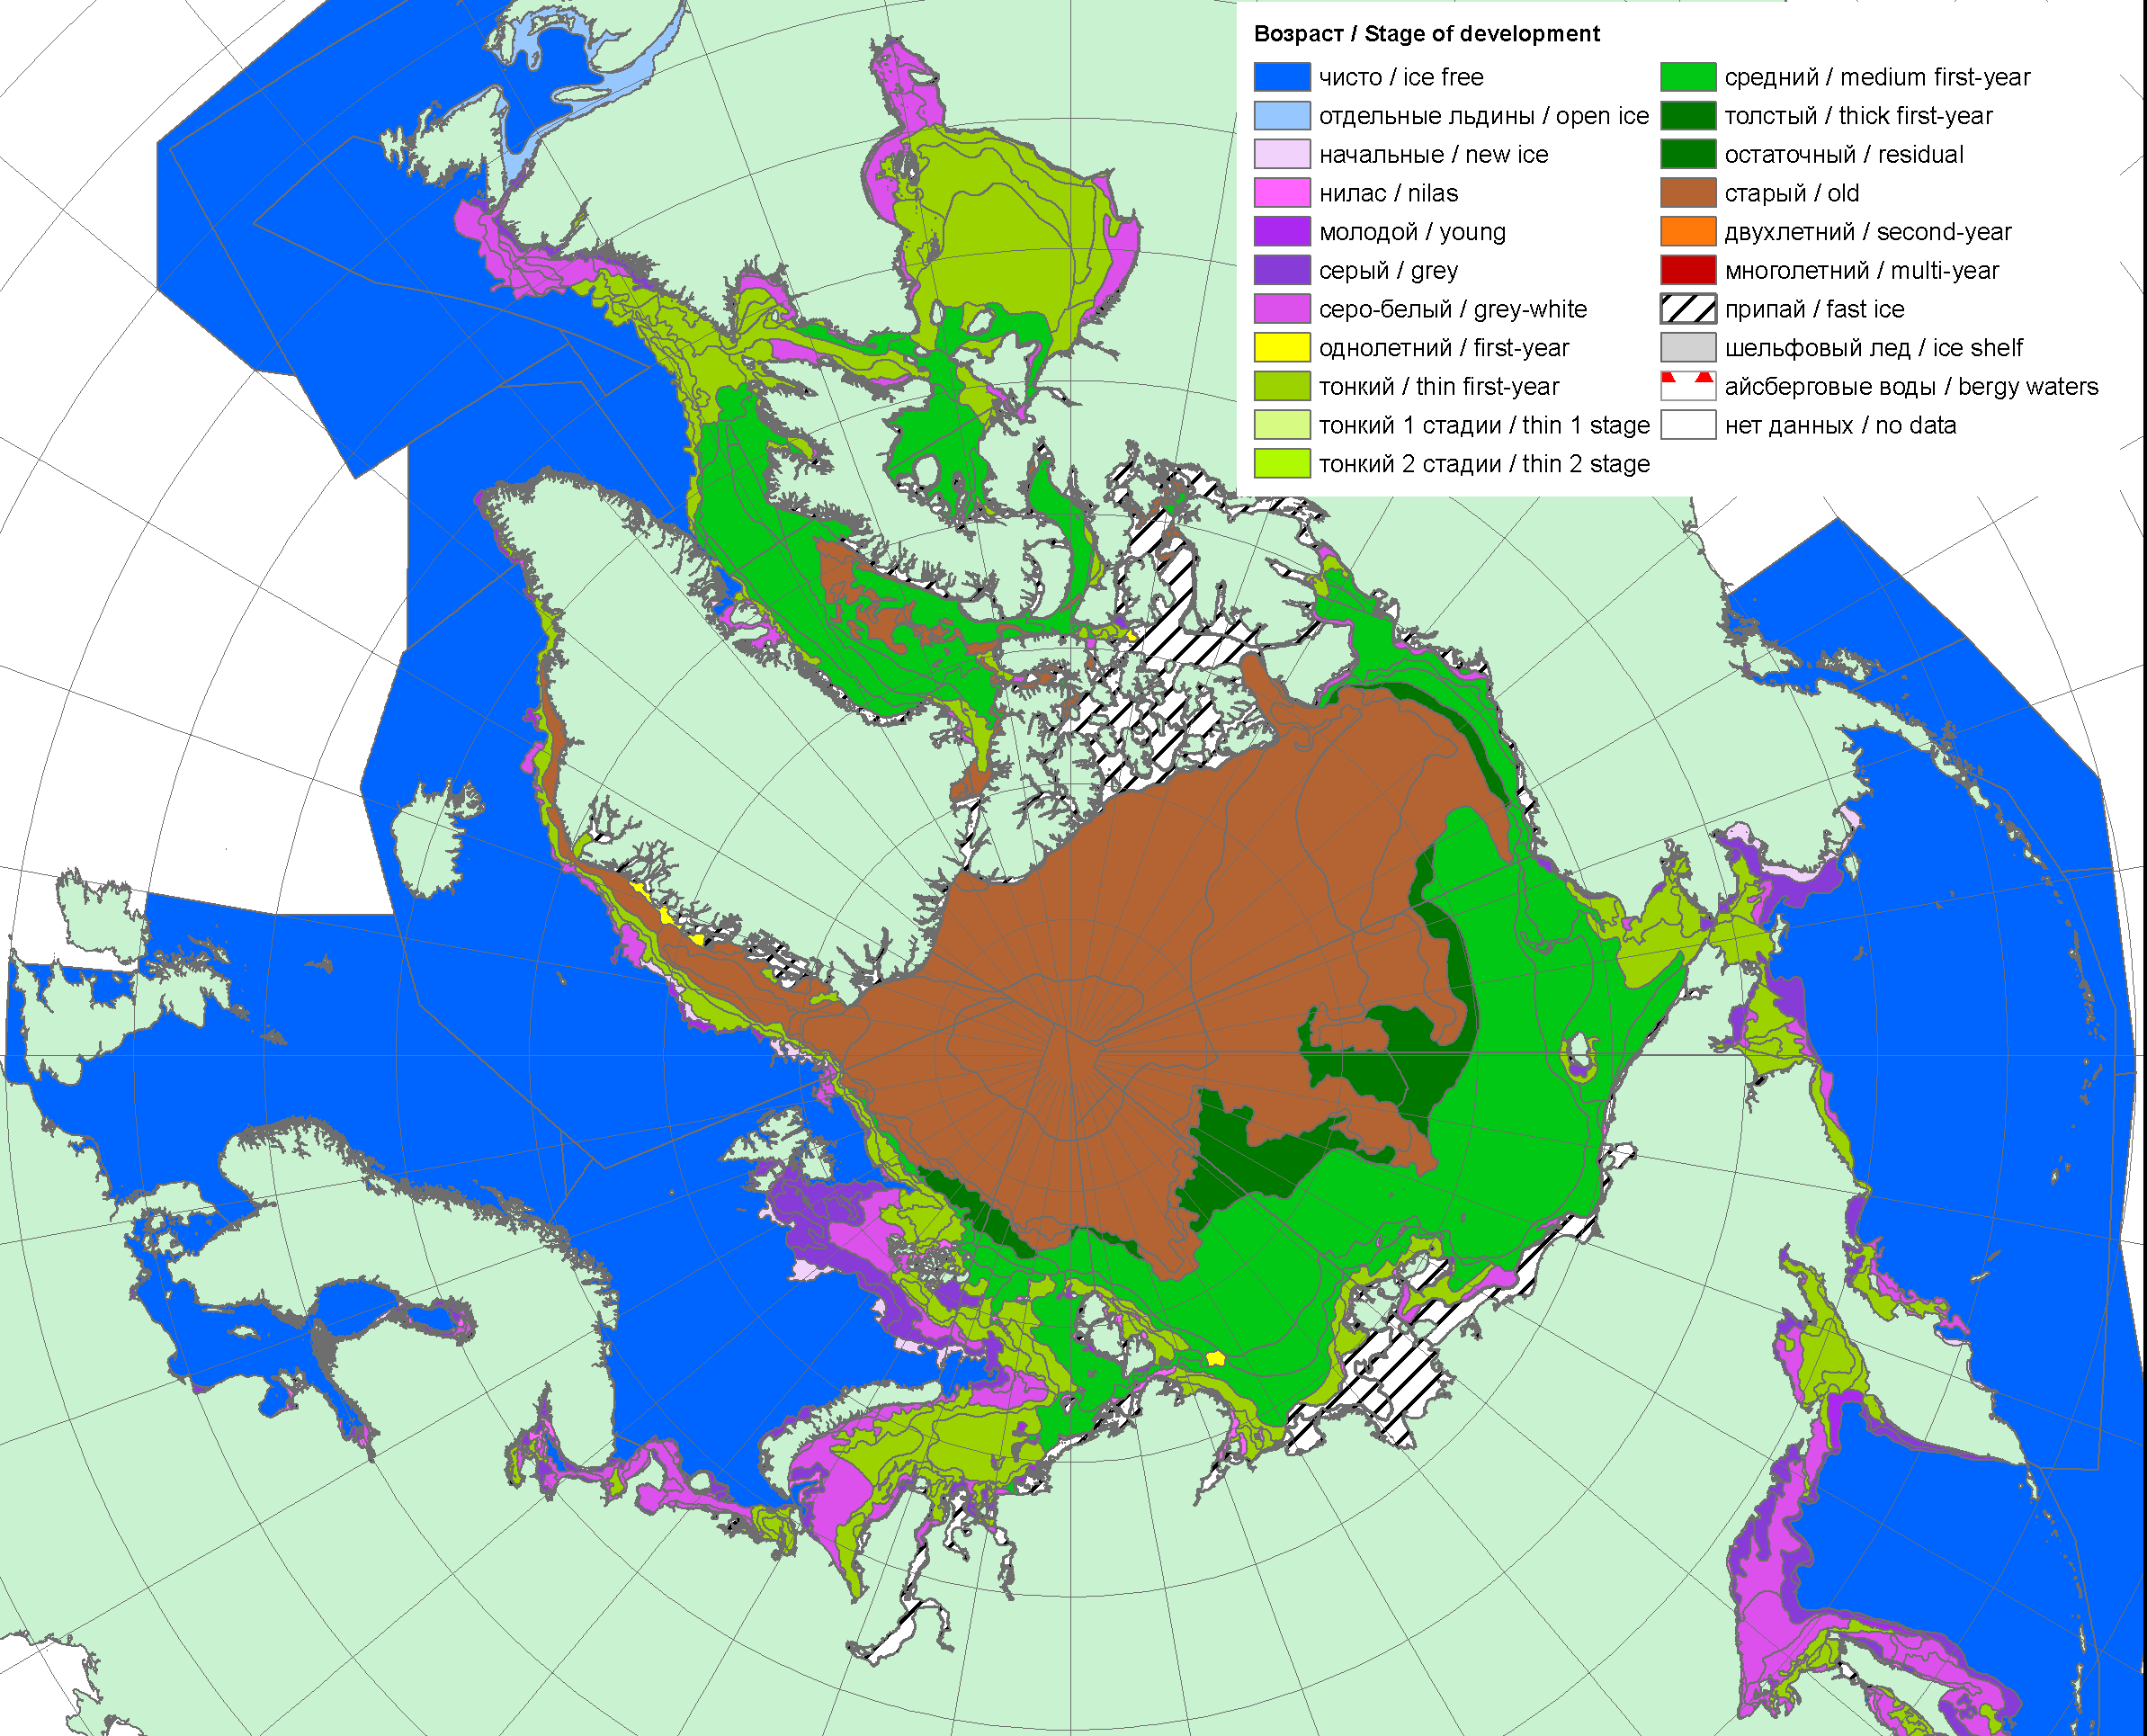 Возраст / Stage of development
чисто / ice free
отдельные льдины / open ice
начальные / new ice
нилас / nilas
молодой / young
серый / grey
серо-белый / grey-white
однолетний / first-year
тонкий / thin first-year
тонкий 1 стадии / thin 1 stage
тонкий 2 стадии / thin 2 stage
средний / medium first-year
толстый / thick first-year
остаточный / residual
старый / old
двухлетний / second-year
многолетний / multi-year
припай / fast ice
шельфовый лед / ice shelf
айсберговые воды / bergy waters
нет данных / no data